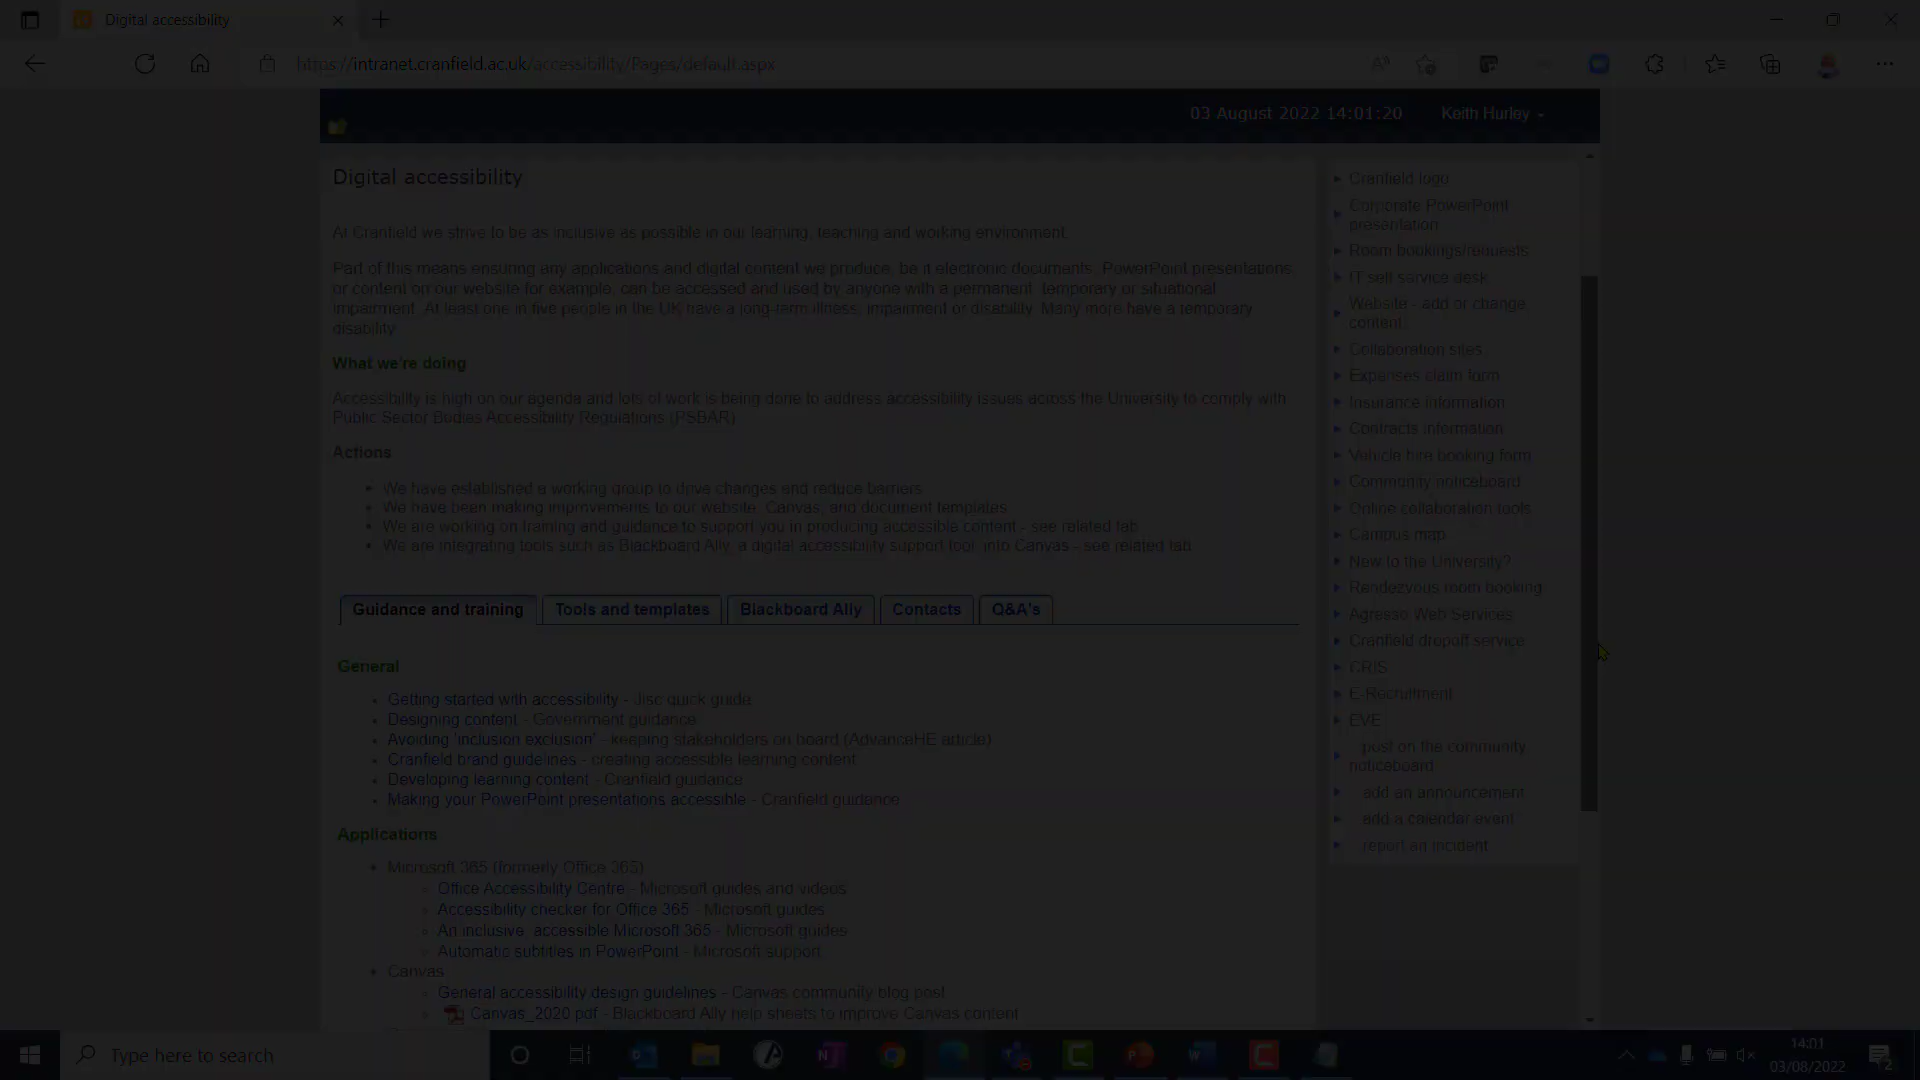 Digital accessibility
https://intranet.cranfield.ac.uk/accessibility/Pages/default.aspx
03 August 2022 14:01:20 Keith Hurley
Digital accessibility
At Cranfield we strive to be as inclusive as possible in our learning, teaching and working environment.
Part of this means ensuring any applications and digital content we produce, be it electronic documents, PowerPoint presentations
or content on our website for example, can be accessed and used by anyone with a permanent, temporary or situational
impairment. At least one in five people in the UK have a long-term illness, impairment or disability. Many more have a temporary
disability.
What we're doing
Accessibility is high on our agenda and lots of work is being done to address accessibility issues across the University to comply with
Public Sector Bodies Accessibility Regulations (PSBAR)
Actions
We have established a working group to drive changes and reduce barriers
We have been making improvements to our website, Canvas, and document templates
We are working on training and guidance to support you in producing accessible content - see related tab
We are integrating tools such as Blackboard Ally, a digital accessibility support tool, into Canvas - see related tab
Guidance and training Tools and templates Blackboard Ally Contacts Q&A's
General
Getting started with accessibility - Jisc quick guide
Designing content - Government guidance
Avoiding 'inclusion exclusion' - keeping stakeholders on board (AdvanceHE article)
Cranfield brand guidelines - creating accessible learning content
Developing learning content - Cranfield guidance
Making your PowerPoint presentations accessible - Cranfield guidance
Applications
Microsoft 365 (formerly Office 365)
Office Accessibility Centre - Microsoft guides and videos
Accessibility checker for Office 365 - Microsoft guides
An inclusive, accessible Microsoft 365 - Microsoft guides
Automatic subtitles in PowerPoint - Microsoft support
Canvas
General accessibility design guidelines - Canvas community blog post
Canvas_2020.pdf - Blackboard Ally help sheets to improve Canvas content
Cranfield logo
Corporate PowerPoint
presentation
Room bookings/requests
IT self service desk
Website - add or change
content
Collaboration sites
Expenses claim form
Insurance information
Contracts information
Vehicle hire booking form
Community noticeboard
Online collaboration tools
Campus map
New to the University?
Rendezvous room booking
Agresso Web Services
Cranfield dropoff service
CRIS
E-Recruitment
EVE
post on the community
noticeboard
add an announcement
add a calendar event
report an incident
Type here to search
14:01
03/08/2022
2